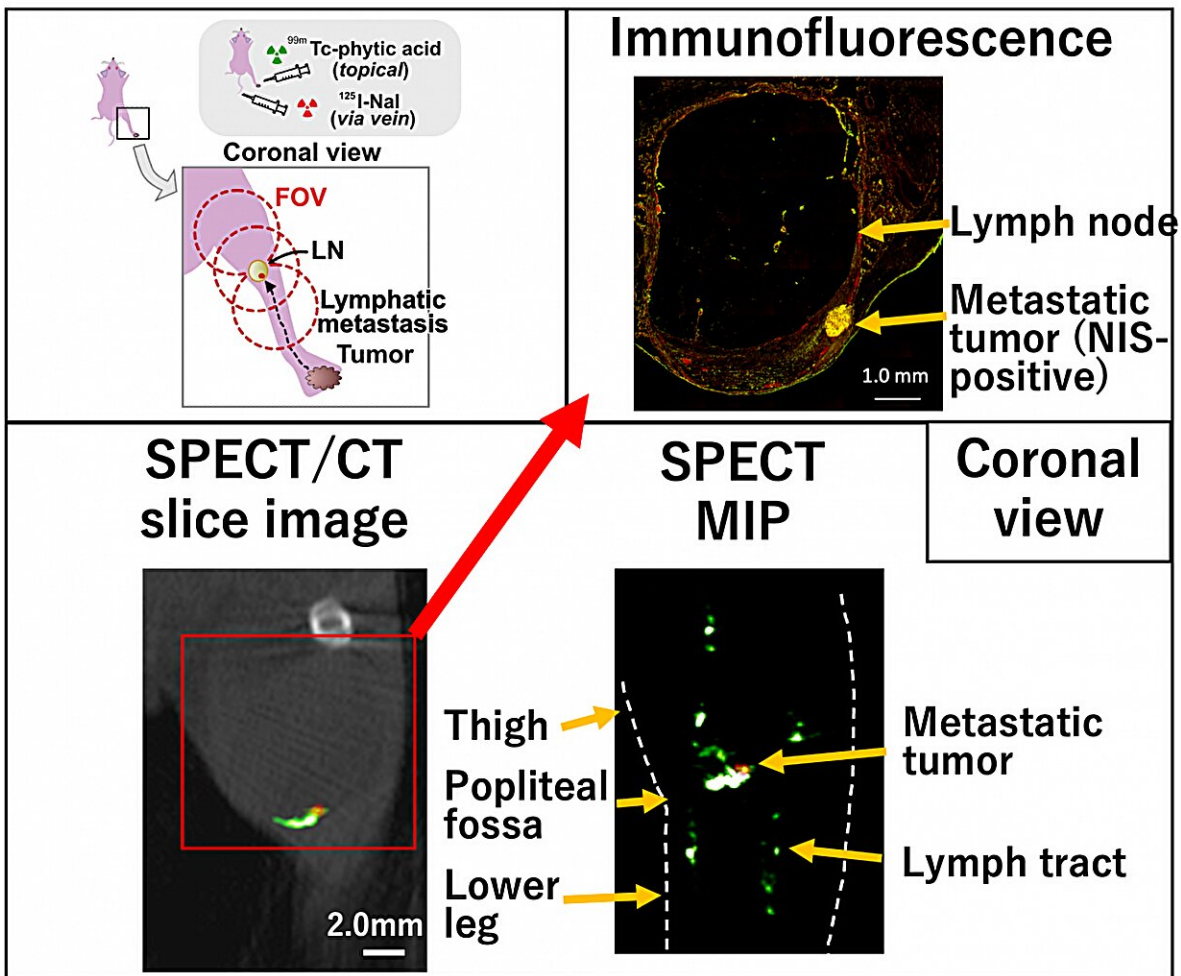 99mTc-phytic acid
(topical)
125I-NaI
(via vein)
Coronal view
FOV
LN
Lymphatic
metastasis
Tumor
Immunofluorescence
Lymph node
Metastatic
tumor (NIS-
positive)
1.0 mm
SPECT/CT
slice image
2.0mm
SPECT
MIP
Coronal
view
Thigh
Popliteal
fossa
Lower
leg
Metastatic
tumor
Lymph tract